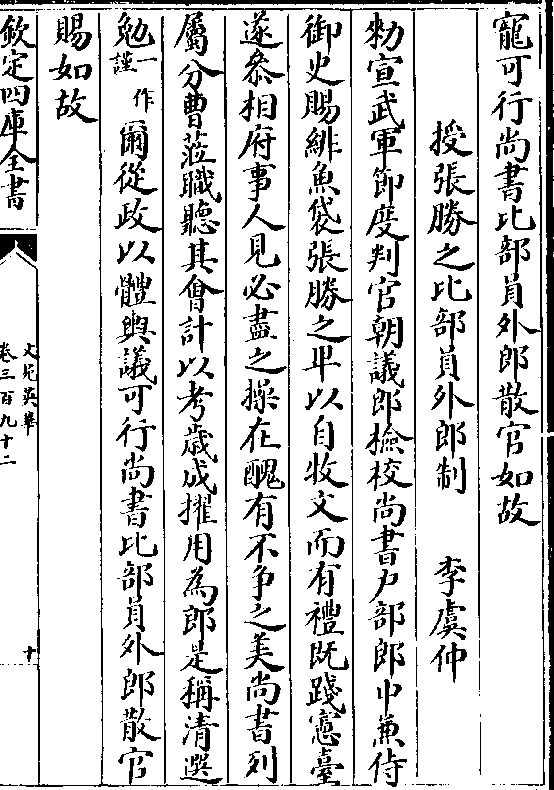 寵可行尚書比部員外郎散官如故
授張勝之比部員外郎制　李虞仲
勑宣武軍節度判官朝議郎檢校尚書戶部郎中兼侍
御史賜緋魚袋張勝之卑以自牧文而有禮既踐憲臺
遂叅相府事人見必盡之操在醜有不爭之美尚書列
屬分曹蒞職聽其會計以考歲成擢用為郎是稱清選
勉一作謹爾從政以體輿議可行尚書比部員外郎散官
賜如故
欽定四庫全書
文苑英華
卷三百九十二
十